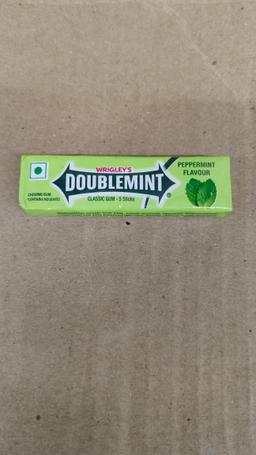 WRIGLEY'S
DOUBLEMINT
®
CLASSIC GUM - 5 Sticks
PEPPERMINT
FLAVOUR
CHEWING GUM